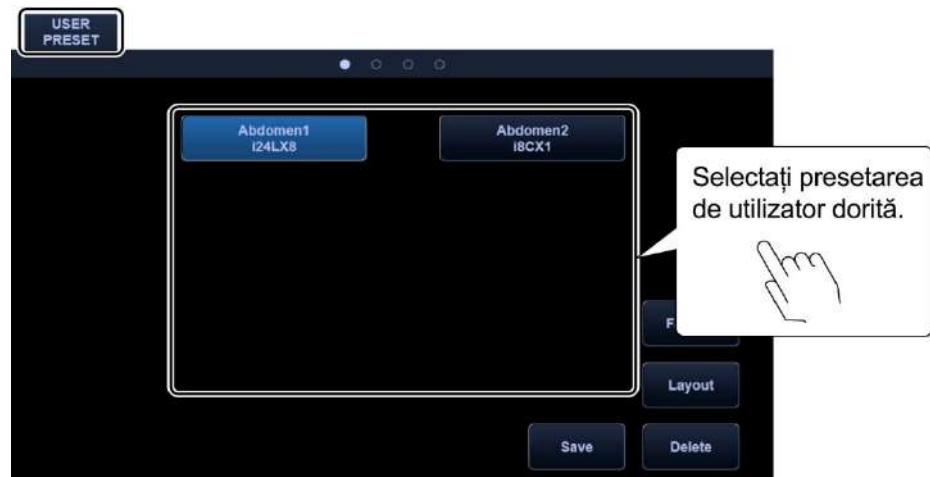 USER
PRESET
Abdomen1
i24LX8
Abdomen2
i8CX1
Selectați presetarea
de utilizator dorită.
Layout
Save
Delete